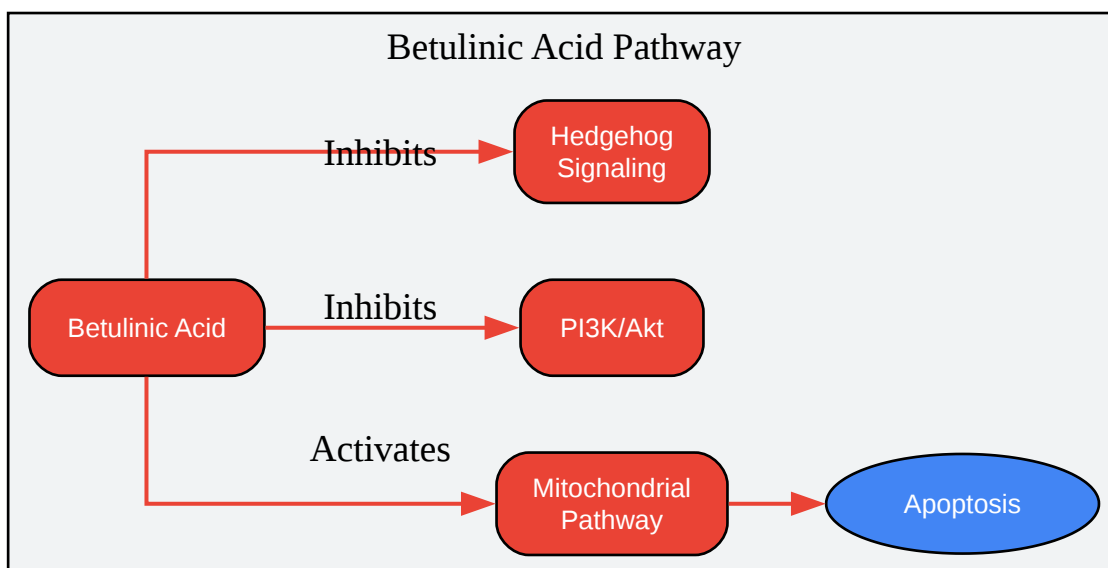 Betulinic Acid Pathway
Inhibits
Hedgehog
Signaling
Betulinic Acid
Inhibits
PI3K/Akt
Activates
Mitochondrial
Pathway
Apoptosis